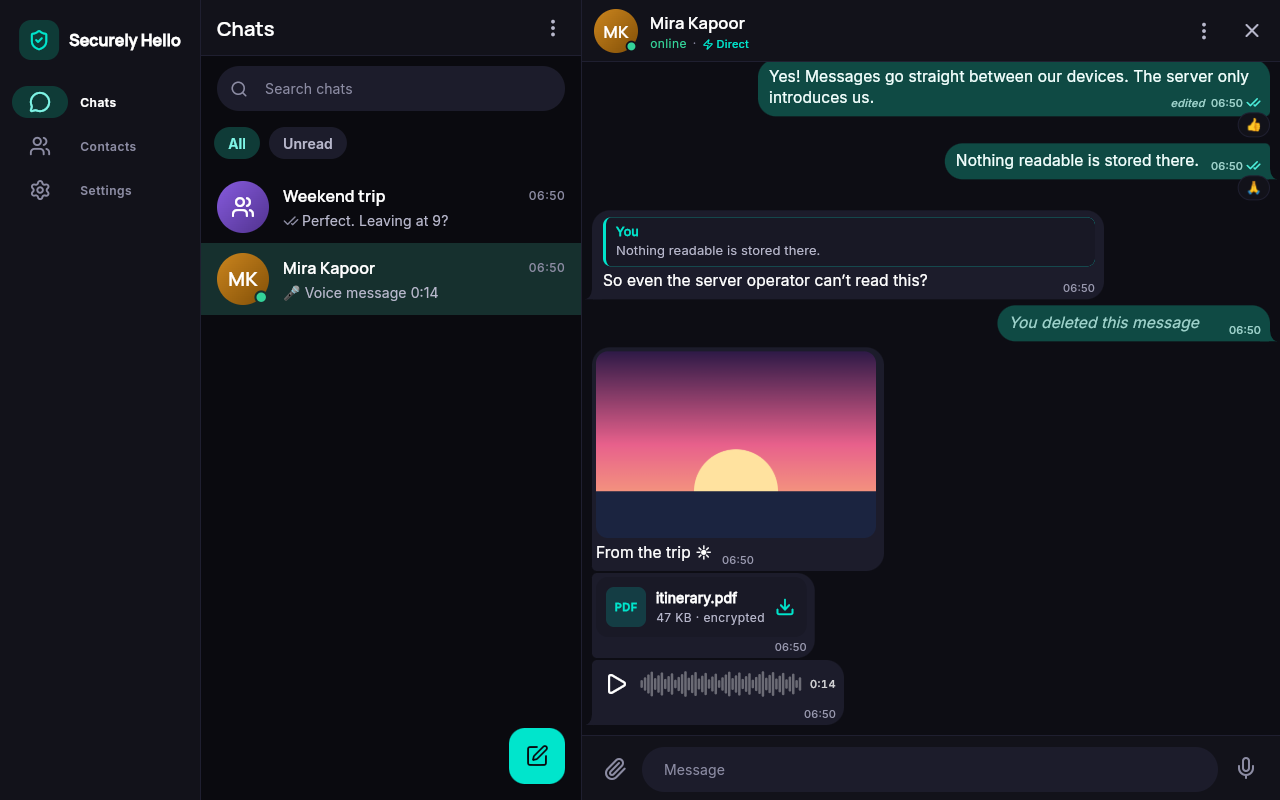 Securely Hello
Chats
Contacts
Settings
Chats
Search chats
All
Unread
Weekend trip
06:50
Perfect. Leaving at 9?
MK
Mira Kapoor
06:50
🎤 Voice message 0:14
MK
Mira Kapoor
online · Direct
Yes! Messages go straight between our devices. The server only
introduces us.
edited 06:50
👍
Nothing readable is stored there.
06:50
🙏
You
Nothing readable is stored there.
So even the server operator can’t read this?
06:50
You deleted this message
06:50
From the trip ☀
06:50
PDF
itinerary.pdf
47 KB · encrypted
06:50
0:14
06:50
Message